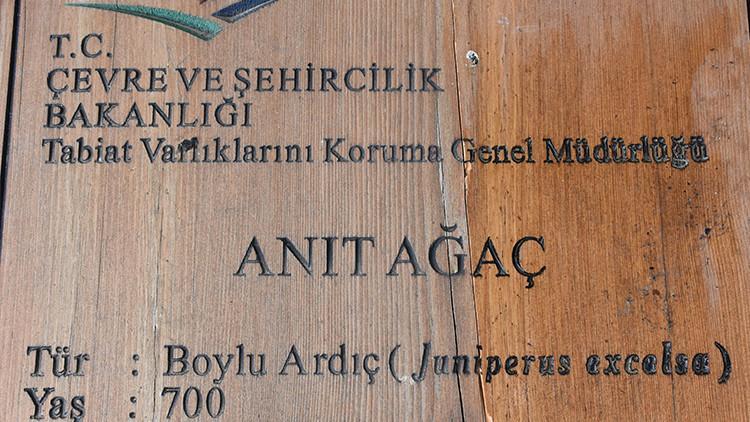 T.C.
ÇEVRE VE ŞEHİRCİLİK
BAKANLIĞI
Tabiat Varlıklarını Koruma Genel Müdürlüğü
ANIT AĞAÇ
Tür : Boylu Ardıç ( Juniperus excelsa )
Yaş : 700